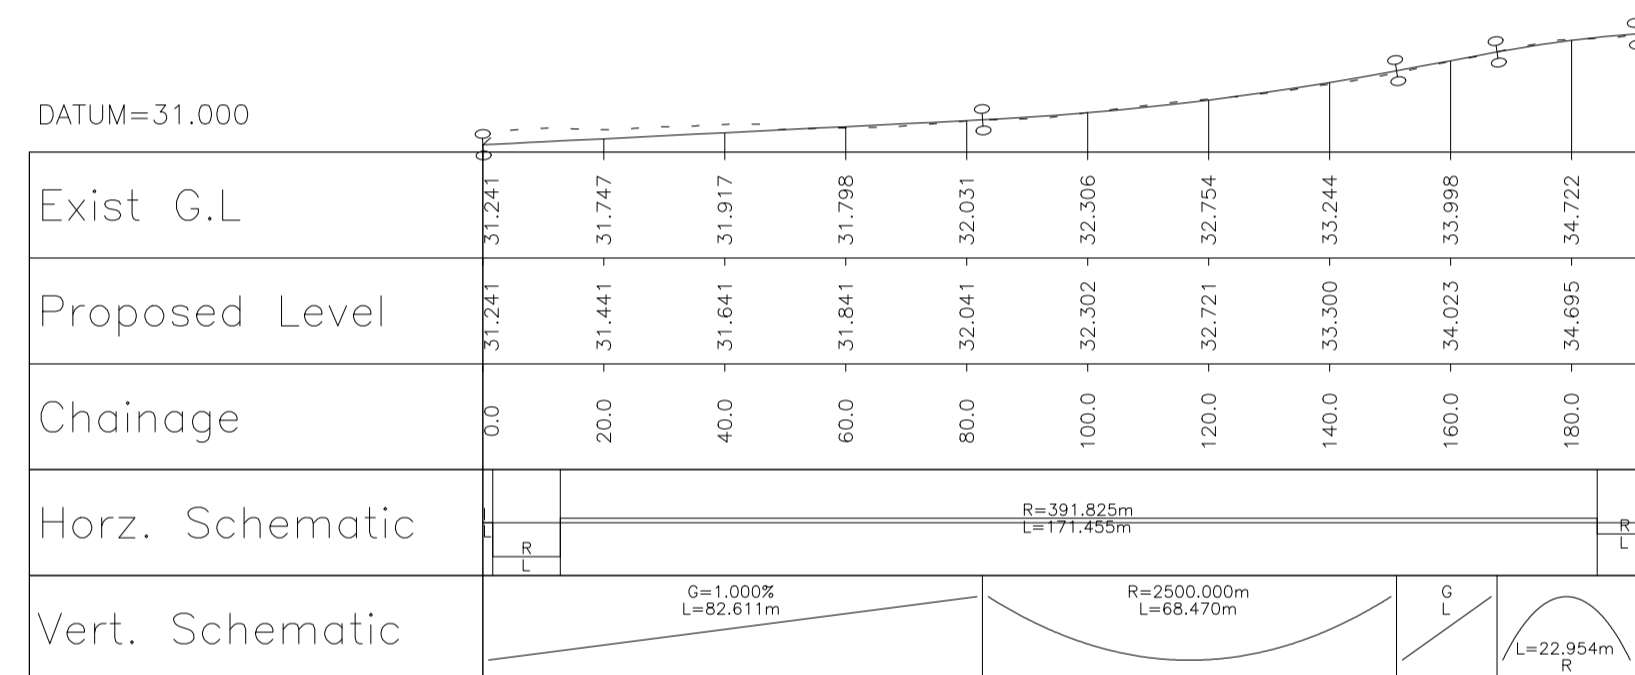 DATUM=31.000
Exist G.L 31.241 31.747 31.917 31.798 32.031 32.306 32.754 33.244 33.998 34.722
Proposed Level 31.241 31.441 31.641 31.841 32.041 32.302 32.721 33.300 34.023 34.695
Chainage 0.0 20.0 40.0 60.0 80.0 100.0 120.0 140.0 160.0 180.0
Horz. Schematic
L
L
R
L
R=391.825m
L=171.455m
R
L
Vert. Schematic
G=1.000%
L=82.611m
R=2500.000m
L=68.470m
G
L
L=22.954m
R